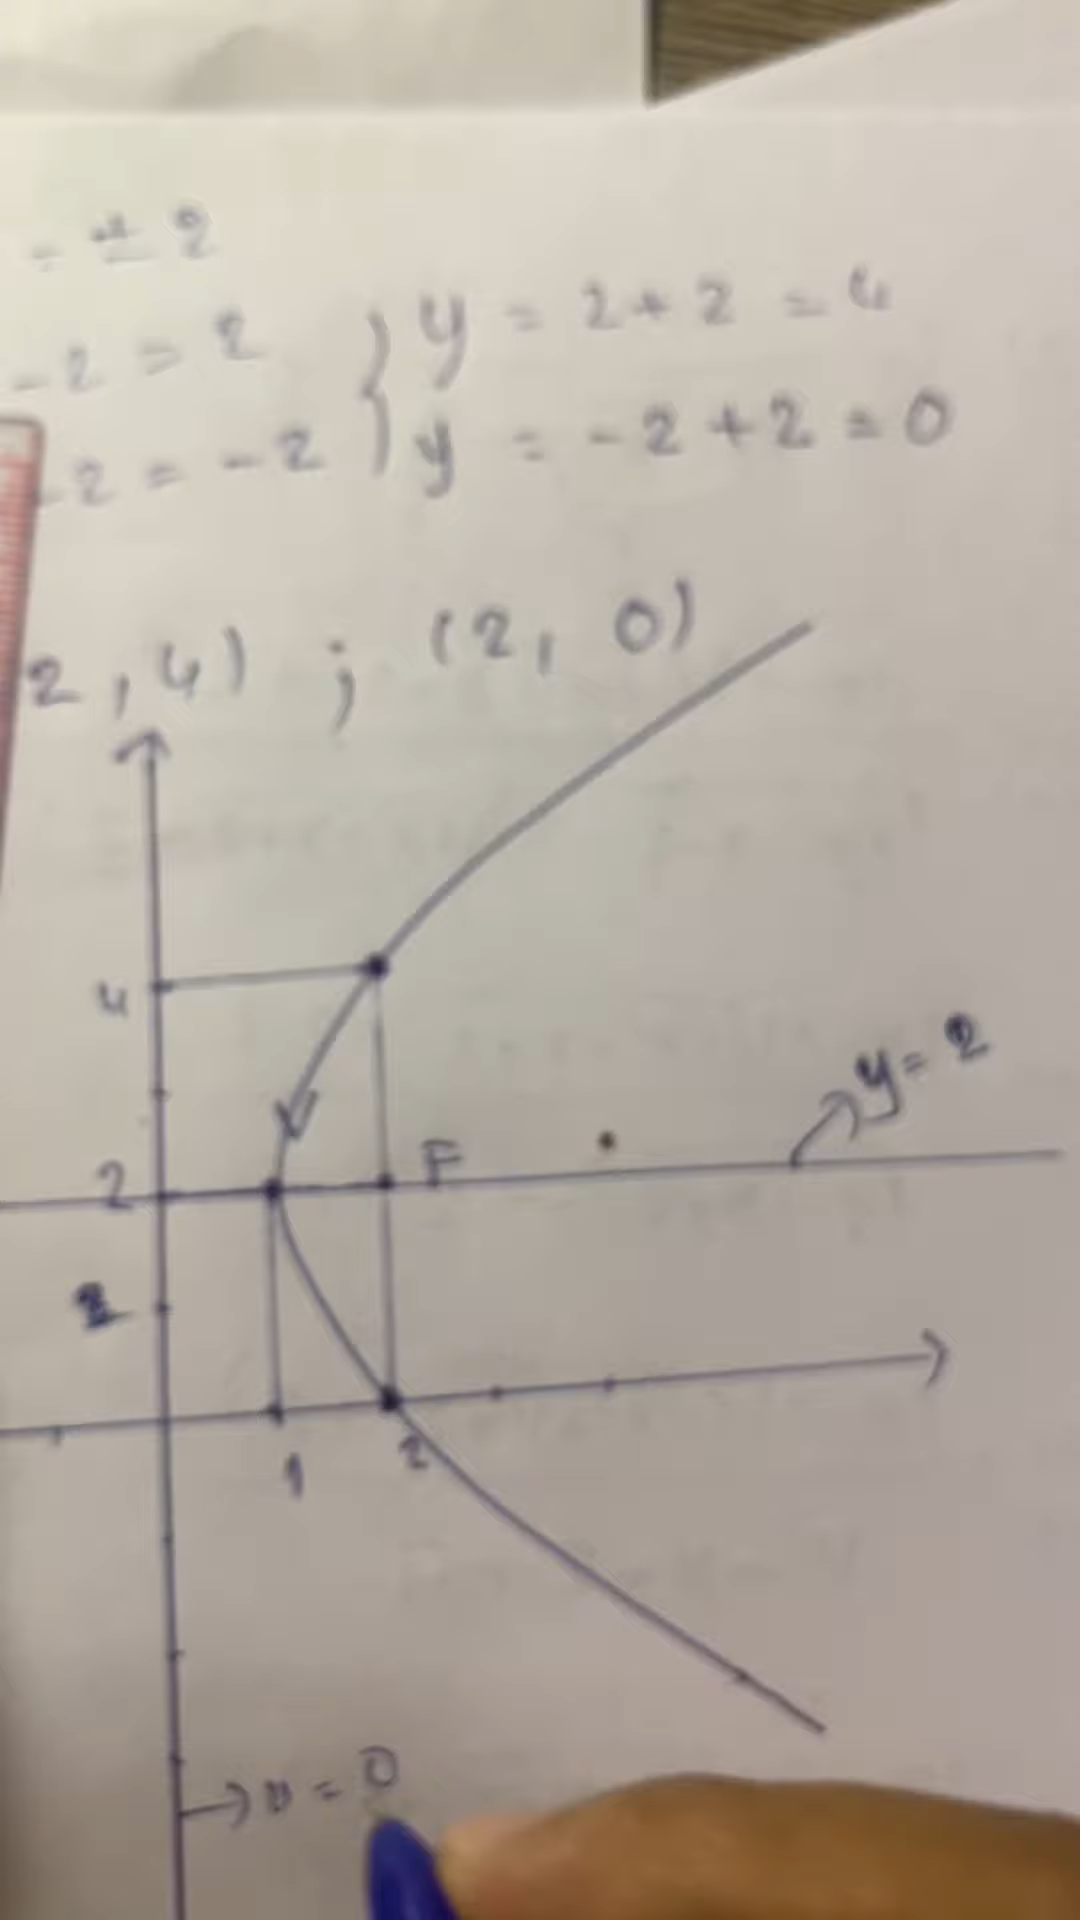 = ± 2
-2 = 2 } y = 2 + 2 = 4
-2 = -2 } y = -2 + 2 = 0
2, 4) ; (2, 0)
4
y = 2
F
2
1
2
= 0